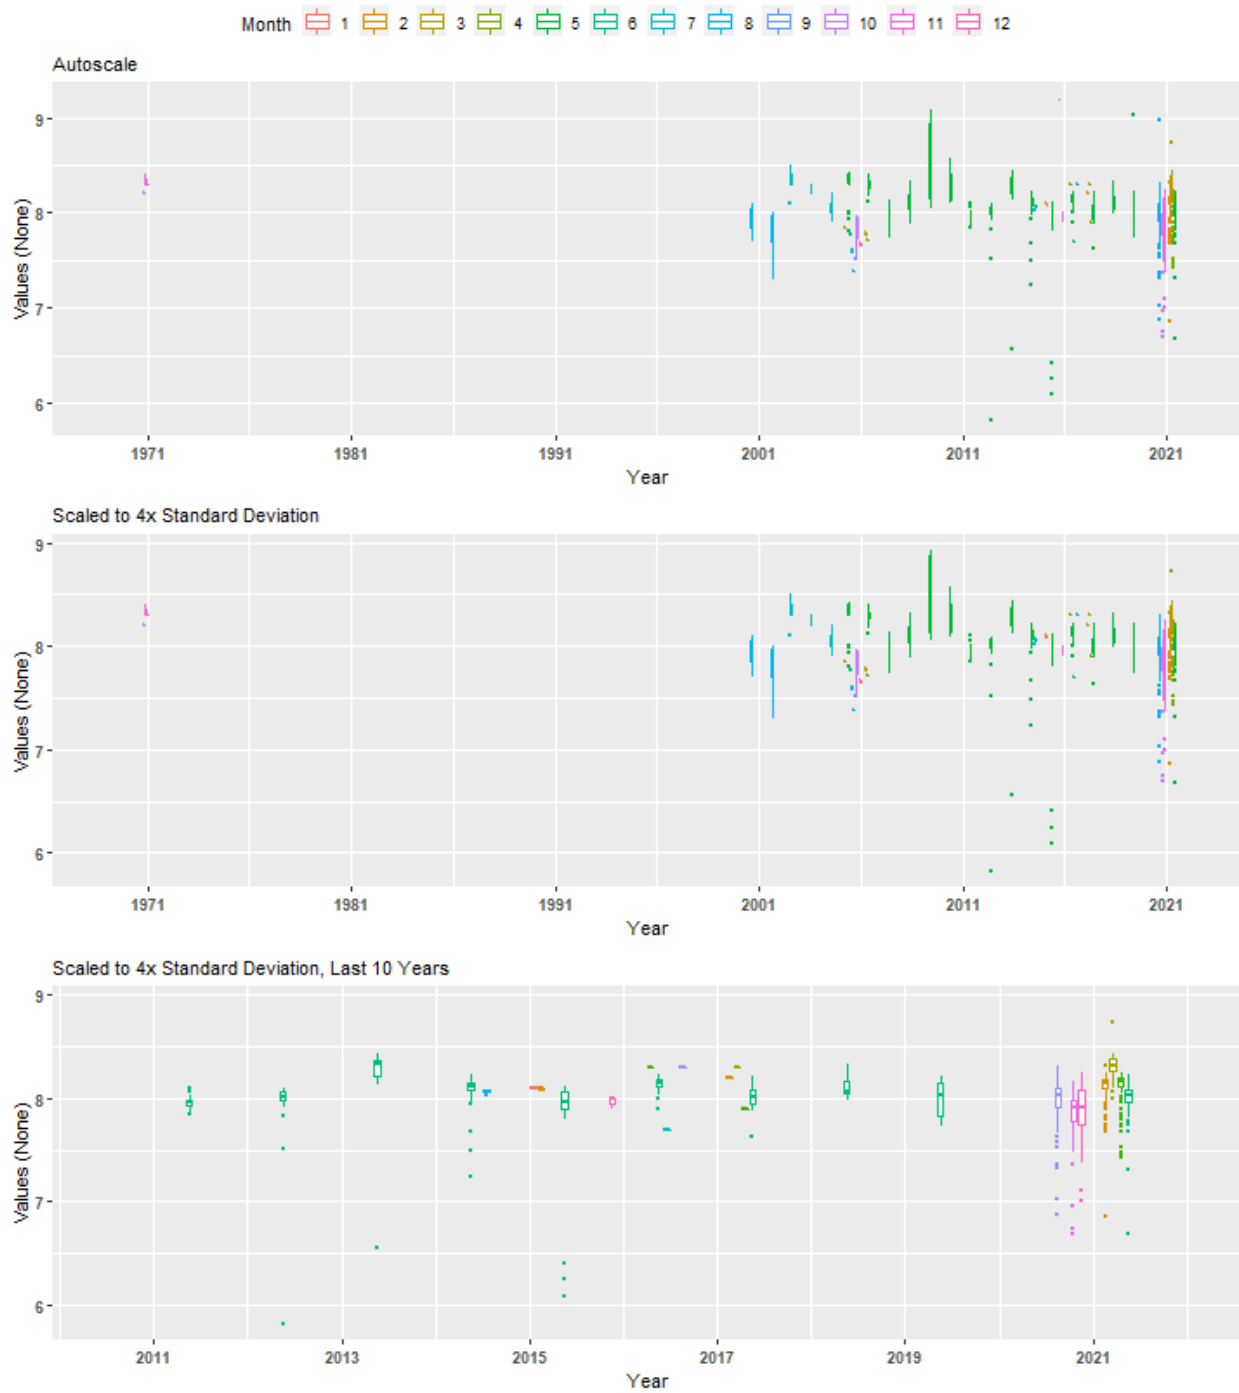 Month 1 2 3 4 5 6 7 8 9 10 11 12
Autoscale
Values (None)
9
8
7
6
1971 1981 1991 2001 2011 2021
Year
Scaled to 4x Standard Deviation
Values (None)
9
8
7
6
1971 1981 1991 2001 2011 2021
Year
Scaled to 4x Standard Deviation, Last 10 Years
Values (None)
9
8
7
6
2011 2013 2015 2017 2019 2021
Year